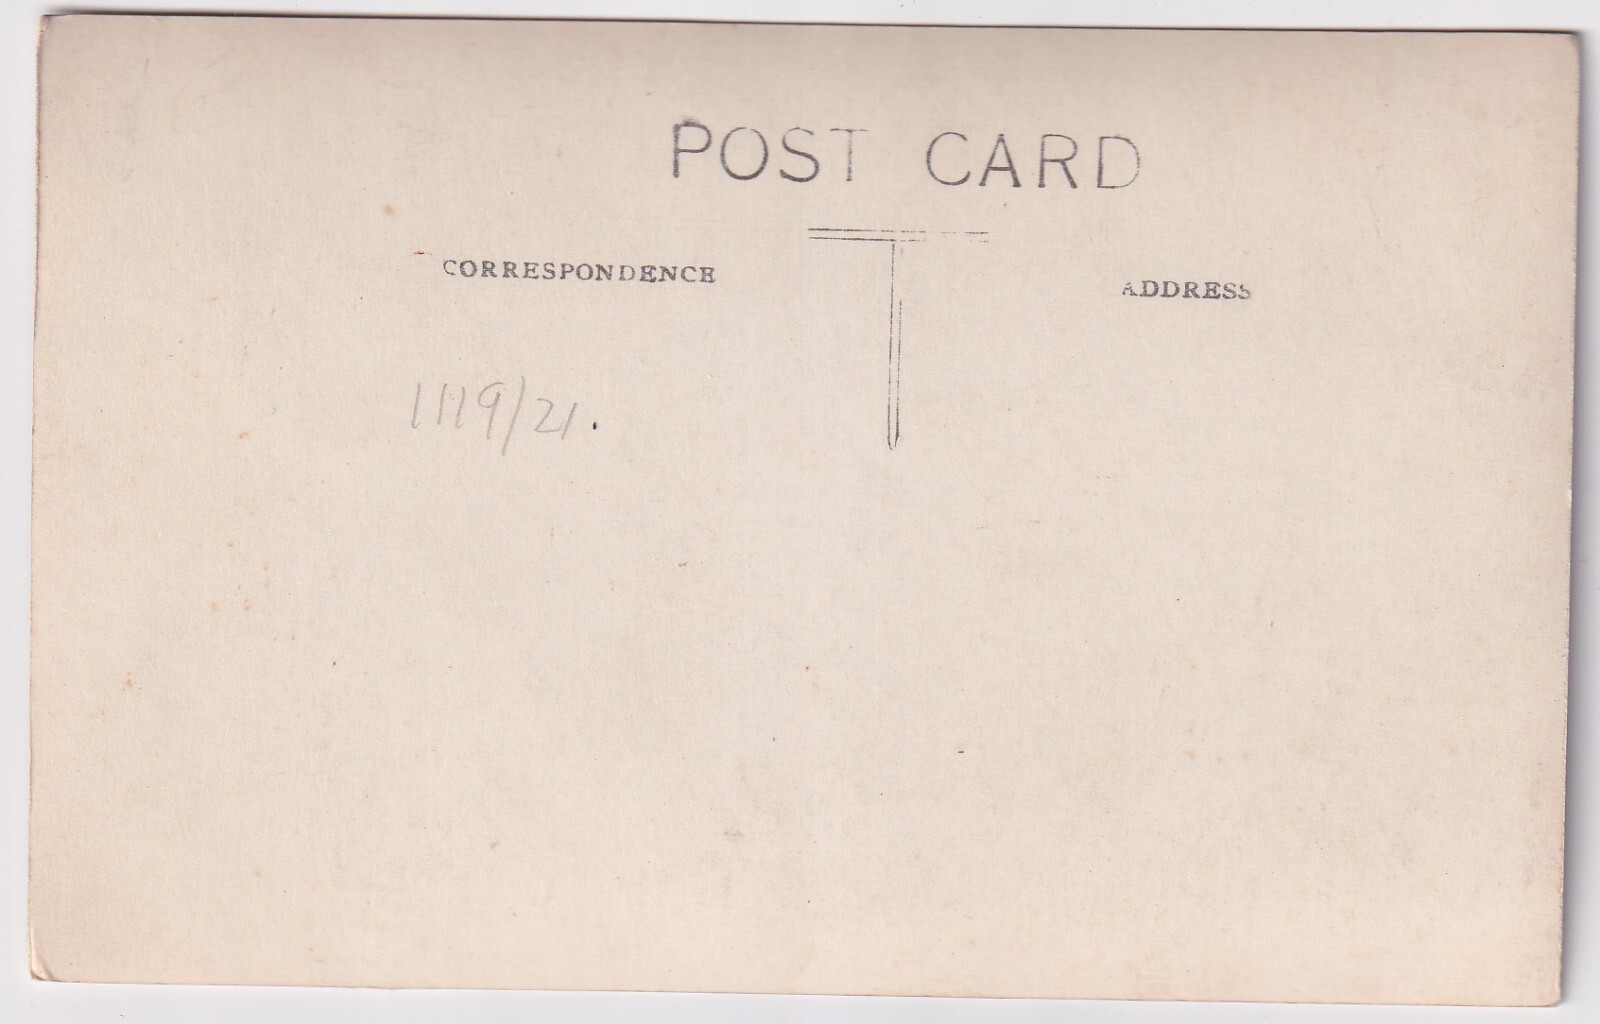 POST CARD
CORRESPONDENCE
ADDRESS
1119/21.